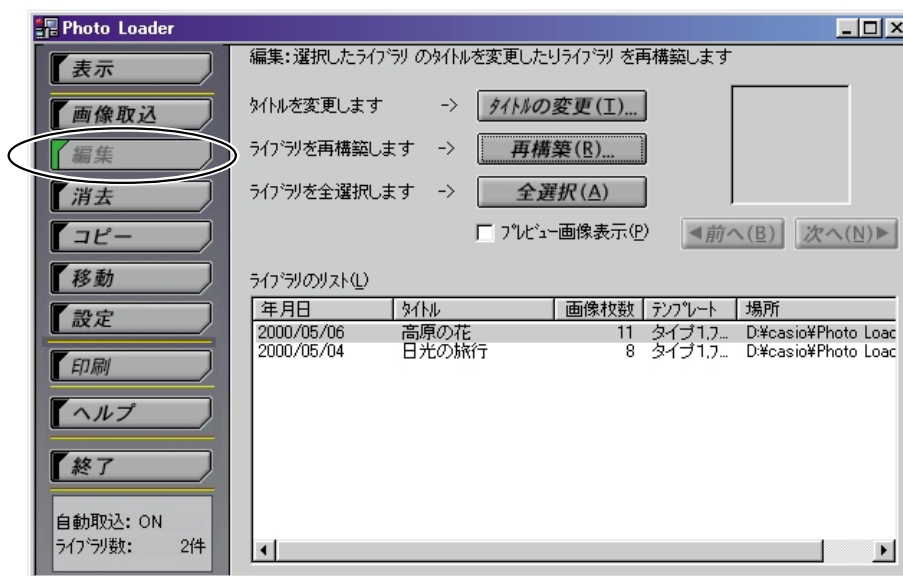 Photo Loader
表示
画像取込
編集
消去
コピー
移動
設定
印刷
ヘルプ
終了
自動取込: ON
ﾗｲﾌﾞﾗﾘ数: 2件
編集:選択したﾗｲﾌﾞﾗﾘ のﾀｲﾄﾙを変更したりﾗｲﾌﾞﾗﾘ を再構築します
ﾀｲﾄﾙを変更します -> ﾀｲﾄﾙの変更(T)...
ﾗｲﾌﾞﾗﾘを再構築します -> 再構築(R)...
ﾗｲﾌﾞﾗﾘを全選択します -> 全選択(A)
ﾌﾟﾚﾋﾞｭｰ画像表示(P) ◀前へ(B) 次へ(N)▶
ﾗｲﾌﾞﾗﾘのﾘｽﾄ(L)
年月日 ﾀｲﾄﾙ 画像枚数 ﾃﾝﾌﾟﾚｰﾄ 場所
2000/05/06 高原の花 11 タイプ1,フ... D:¥casio¥Photo Loac
2000/05/04 日光の旅行 8 タイプ1,フ... D:¥casio¥Photo Loac